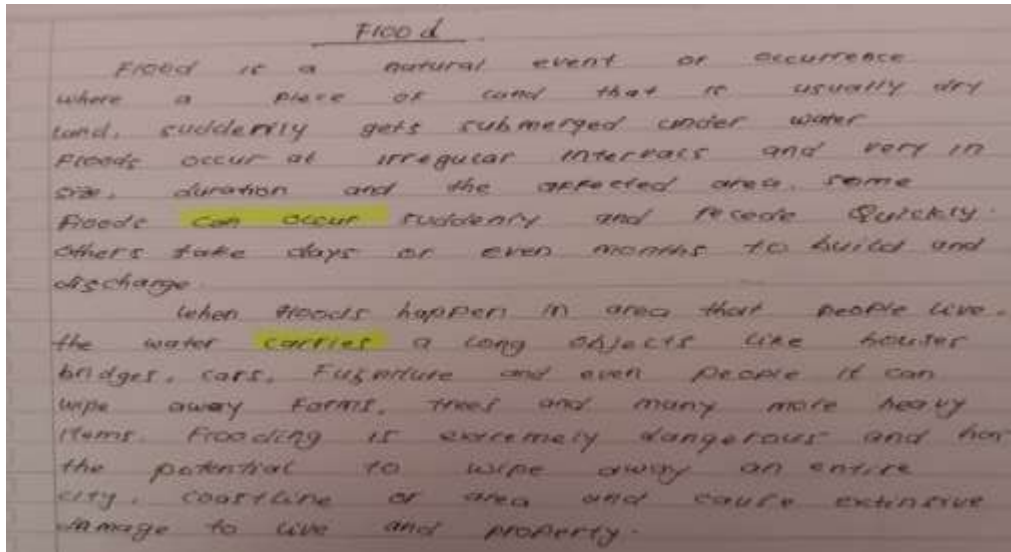 Flood
Flood is a natural event or occurrence
where a piece of land that is usually dry
land, suddenly gets submerged under water
Floods occur at irregular intervals and very in
size, duration and the affected area. Some
floods can occur suddenly and recede Quickly.
Others take days or even months to build and
discharge.
When floods happen in area that people live.
the water carries a long objects like houses
bridges, cars, Furniture and even people it can
wipe away Farms, trees and many more heavy
Items. Flooding is extremely dangerous and has
the potential to wipe away an entire
city, coastline or area and cause extinsive
damage to live and property.